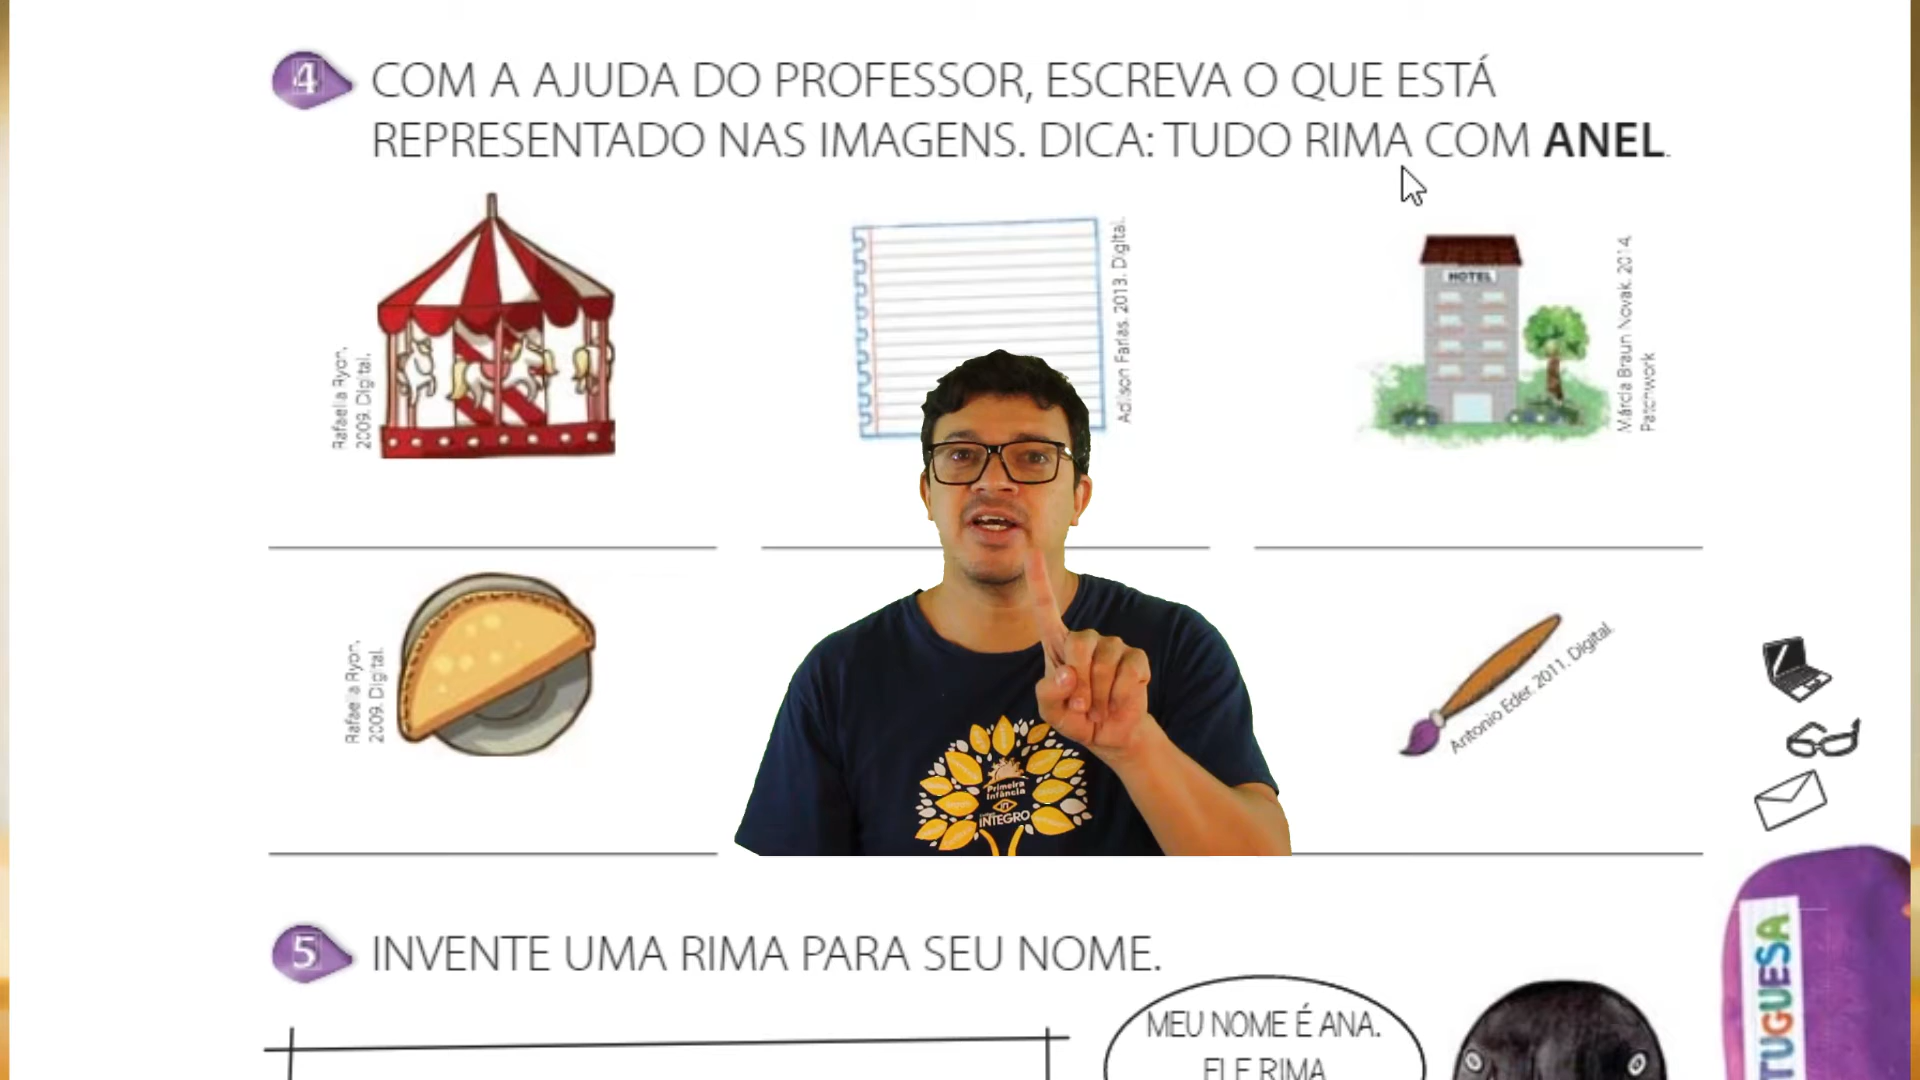 4 COM A AJUDA DO PROFESSOR, ESCREVA O QUE ESTÁ
REPRESENTADO NAS IMAGENS. DICA: TUDO RIMA COM ANEL.
Rafaella Ryon.
2009. Digital.
Adilson Farias. 2013. Digital.
HOTEL
Márcia Braun Novak. 2014.
Patchwork
Rafaella Ryon.
2009. Digital.
Antonio Eder. 2011. Digital.
Primeira
Infância
INTEGRO
5 INVENTE UMA RIMA PARA SEU NOME.
MEU NOME É ANA.
ELE RIMA
TUGUESA